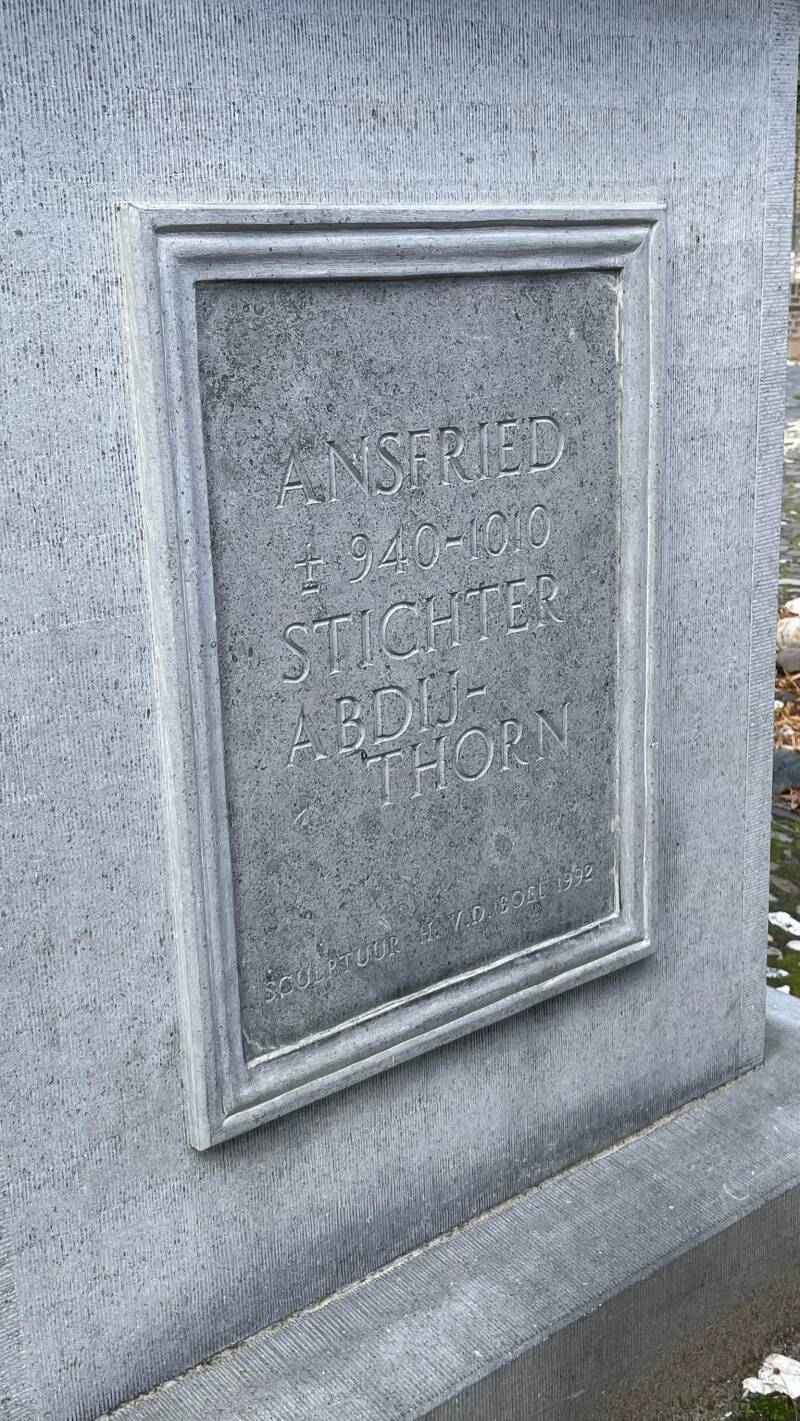 ANSFRIED
± 940-1010
STICHTER
ABDIJ-
THORN
SCULPTUUR H. V.D. BOEL 1992